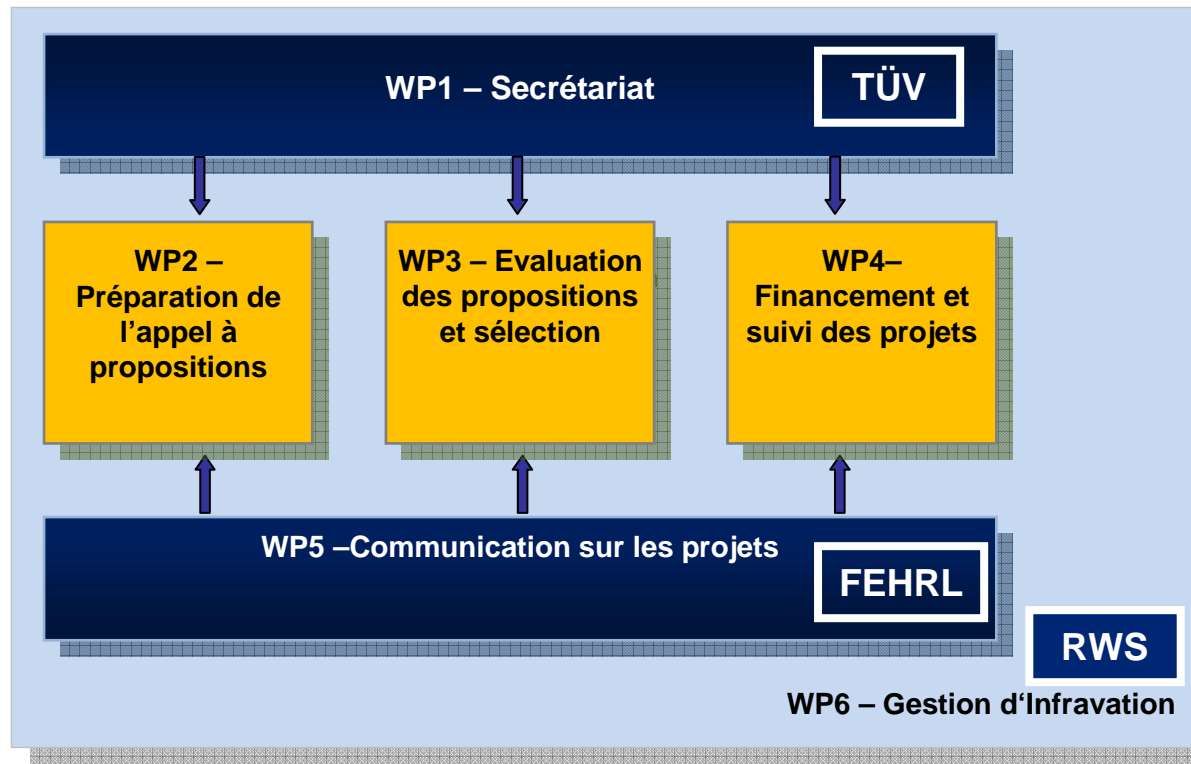 WP1 – Secrétariat
TÜV
WP2 –
Préparation de
l’appel à
propositions
WP3 – Evaluation
des propositions
et sélection
WP4–
Financement et
suivi des projets
WP5 –Communication sur les projets
FEHRL
RWS
WP6 – Gestion d‘Infravation